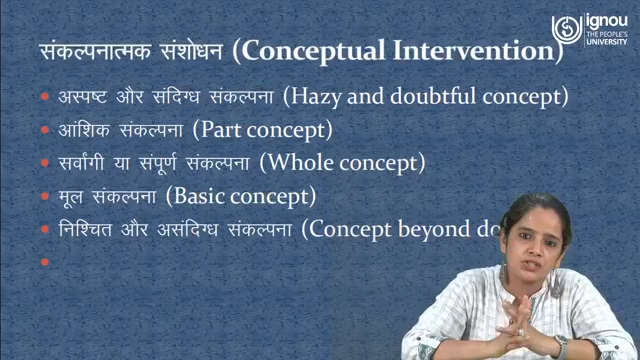 ignou
THE PEOPLE'S
UNIVERSITY
संकल्पनात्मक संशोधन (Conceptual Intervention)
अस्पष्ट और संदिग्ध संकल्पना (Hazy and doubtful concept)
आंशिक संकल्पना (Part concept)
सर्वांगी या संपूर्ण संकल्पना (Whole concept)
मूल संकल्पना (Basic concept)
निश्चित और असंदिग्ध संकल्पना (Concept beyond do